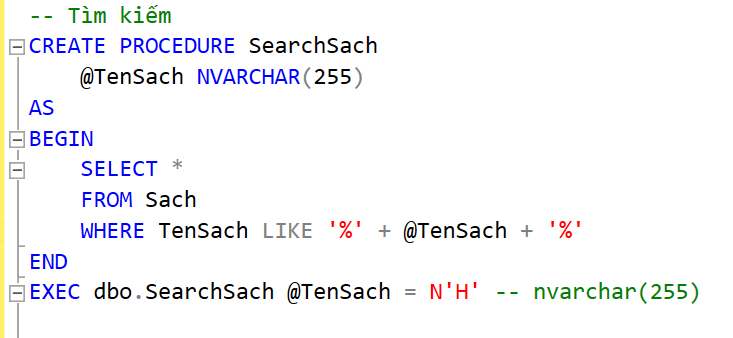 -- Tìm kiếm
CREATE PROCEDURE SearchSach
    @TenSach NVARCHAR(255)
AS
BEGIN
    SELECT *
    FROM Sach
    WHERE TenSach LIKE '%' + @TenSach + '%'
END
EXEC dbo.SearchSach @TenSach = N'H' -- nvarchar(255)